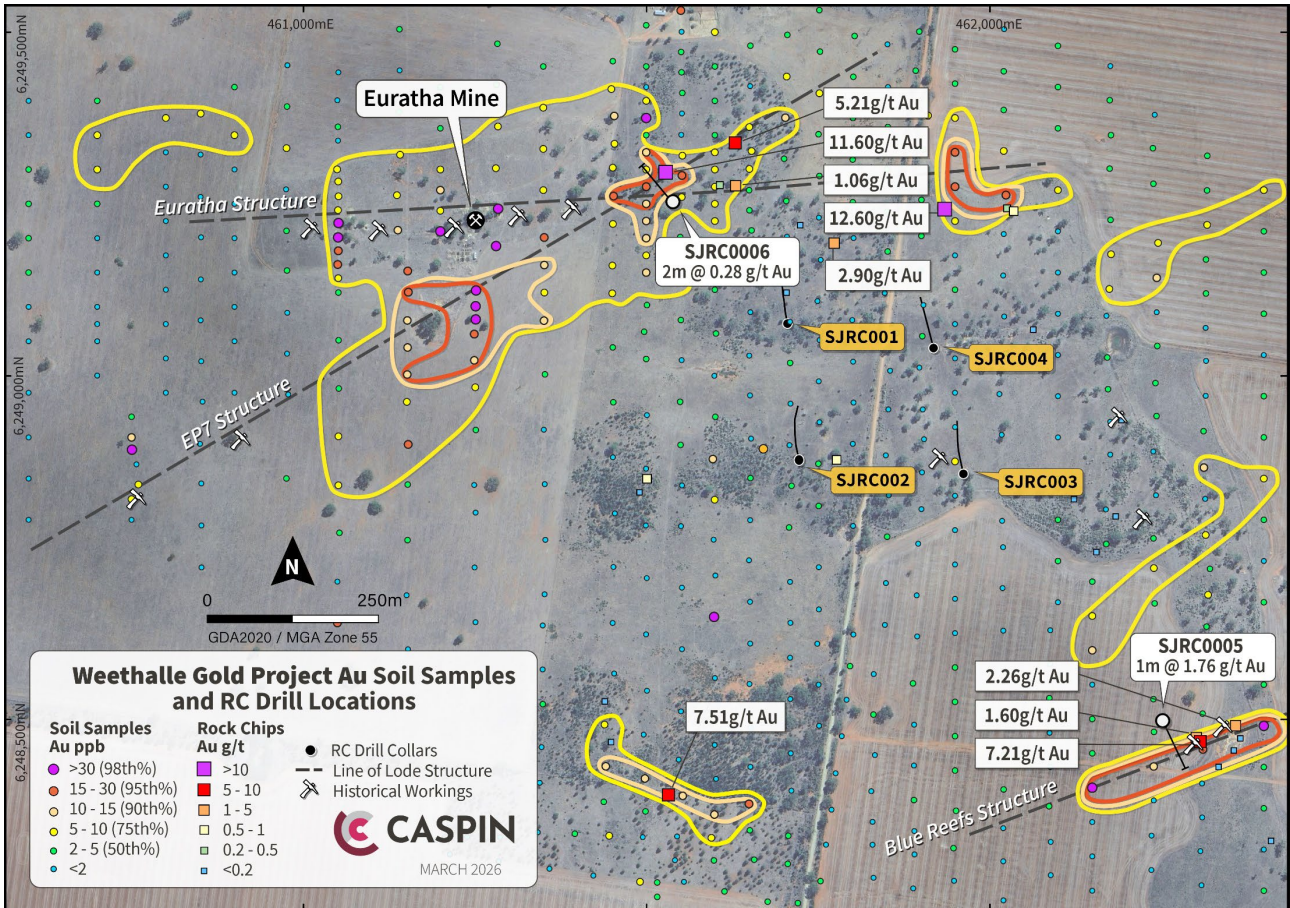 461,000mE
462,000mE
6,249,500mN
6,249,000mN
6,248,500mN
Euratha Mine
5.21g/t Au
11.60g/t Au
1.06g/t Au
12.60g/t Au
2.90g/t Au
Euratha Structure
SJRC0006
2m @ 0.28 g/t Au
SJRC001
SJRC004
EP7 Structure
SJRC002
SJRC003
N
0 250m
GDA2020 / MGA Zone 55
SJRC0005
1m @ 1.76 g/t Au
2.26g/t Au
1.60g/t Au
7.21g/t Au
7.51g/t Au
Blue Reefs Structure
Weethalle Gold Project Au Soil Samples
and RC Drill Locations
Soil Samples
Au ppb
>30 (98th%)
15 - 30 (95th%)
10 - 15 (90th%)
5 - 10 (75th%)
2 - 5 (50th%)
<2
Rock Chips
Au g/t
>10
5 - 10
1 - 5
0.5 - 1
0.2 - 0.5
<0.2
RC Drill Collars
Line of Lode Structure
Historical Workings
CASPIN
MARCH 2026